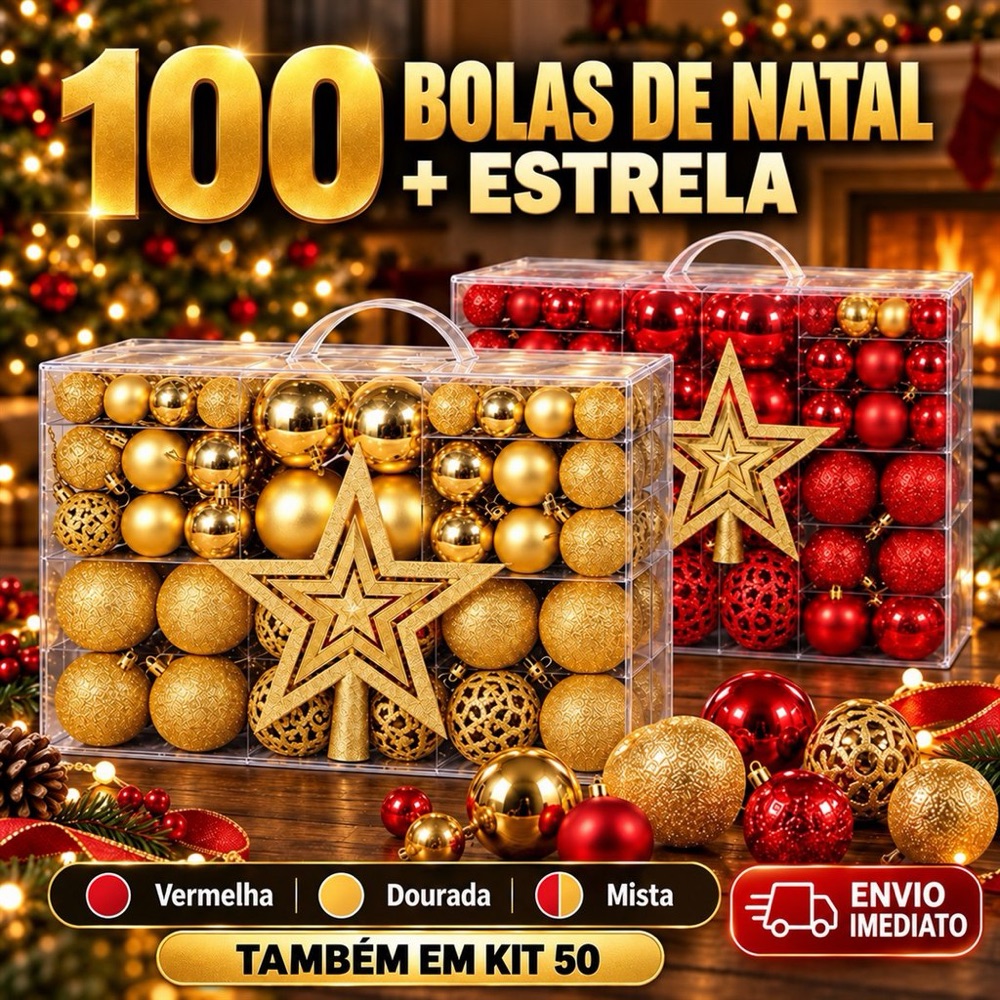 100 BOLAS DE NATAL
+ ESTRELA
Vermelha | Dourada | Mista
TAMBÉM EM KIT 50
ENVIO
IMEDIATO